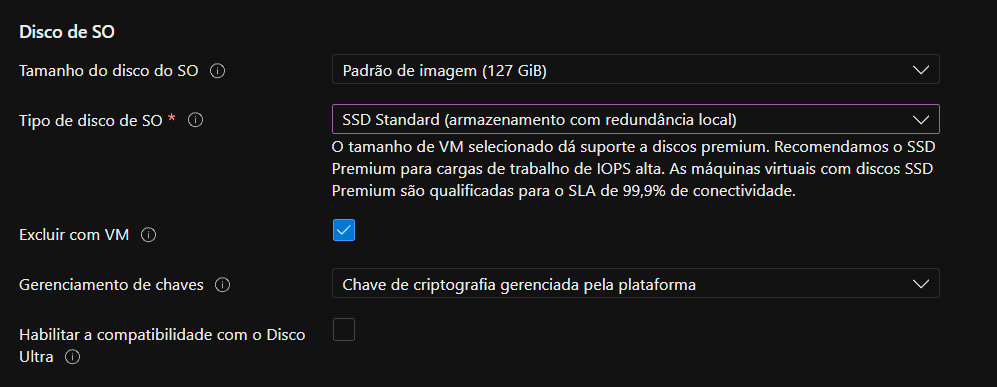 Disco de SO
Tamanho do disco do SO
Padrão de imagem (127 GiB)
Tipo de disco de SO *
SSD Standard (armazenamento com redundância local)
O tamanho de VM selecionado dá suporte a discos premium. Recomendamos o SSD
Premium para cargas de trabalho de IOPS alta. As máquinas virtuais com discos SSD
Premium são qualificadas para o SLA de 99,9% de conectividade.
Excluir com VM
Gerenciamento de chaves
Chave de criptografia gerenciada pela plataforma
Habilitar a compatibilidade com o Disco
Ultra